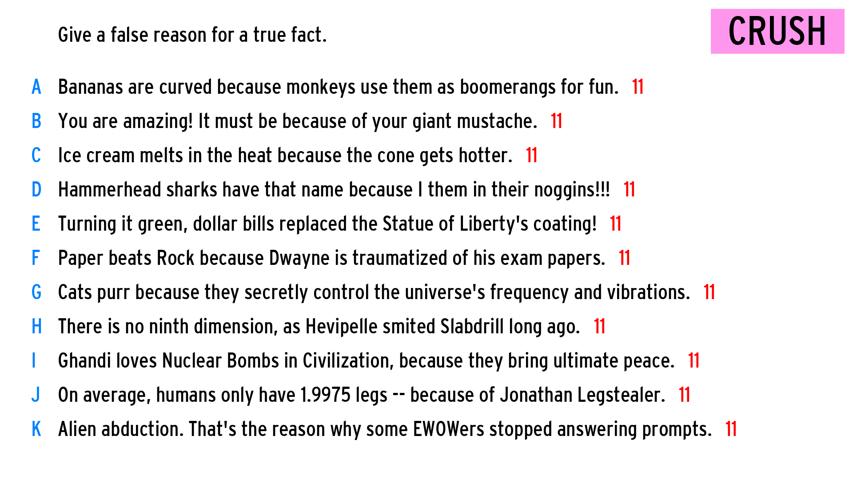 Give a false reason for a true fact.
CRUSH
A Bananas are curved because monkeys use them as boomerangs for fun. 11
B You are amazing! It must be because of your giant mustache. 11
C Ice cream melts in the heat because the cone gets hotter. 11
D Hammerhead sharks have that name because I them in their noggins!!! 11
E Turning it green, dollar bills replaced the Statue of Liberty's coating! 11
F Paper beats Rock because Dwayne is traumatized of his exam papers. 11
G Cats purr because they secretly control the universe's frequency and vibrations. 11
H There is no ninth dimension, as Hevipelle smited Slabdrill long ago. 11
I Ghandi loves Nuclear Bombs in Civilization, because they bring ultimate peace. 11
J On average, humans only have 1.9975 legs -- because of Jonathan Legstealer. 11
K Alien abduction. That's the reason why some EWOWers stopped answering prompts. 11